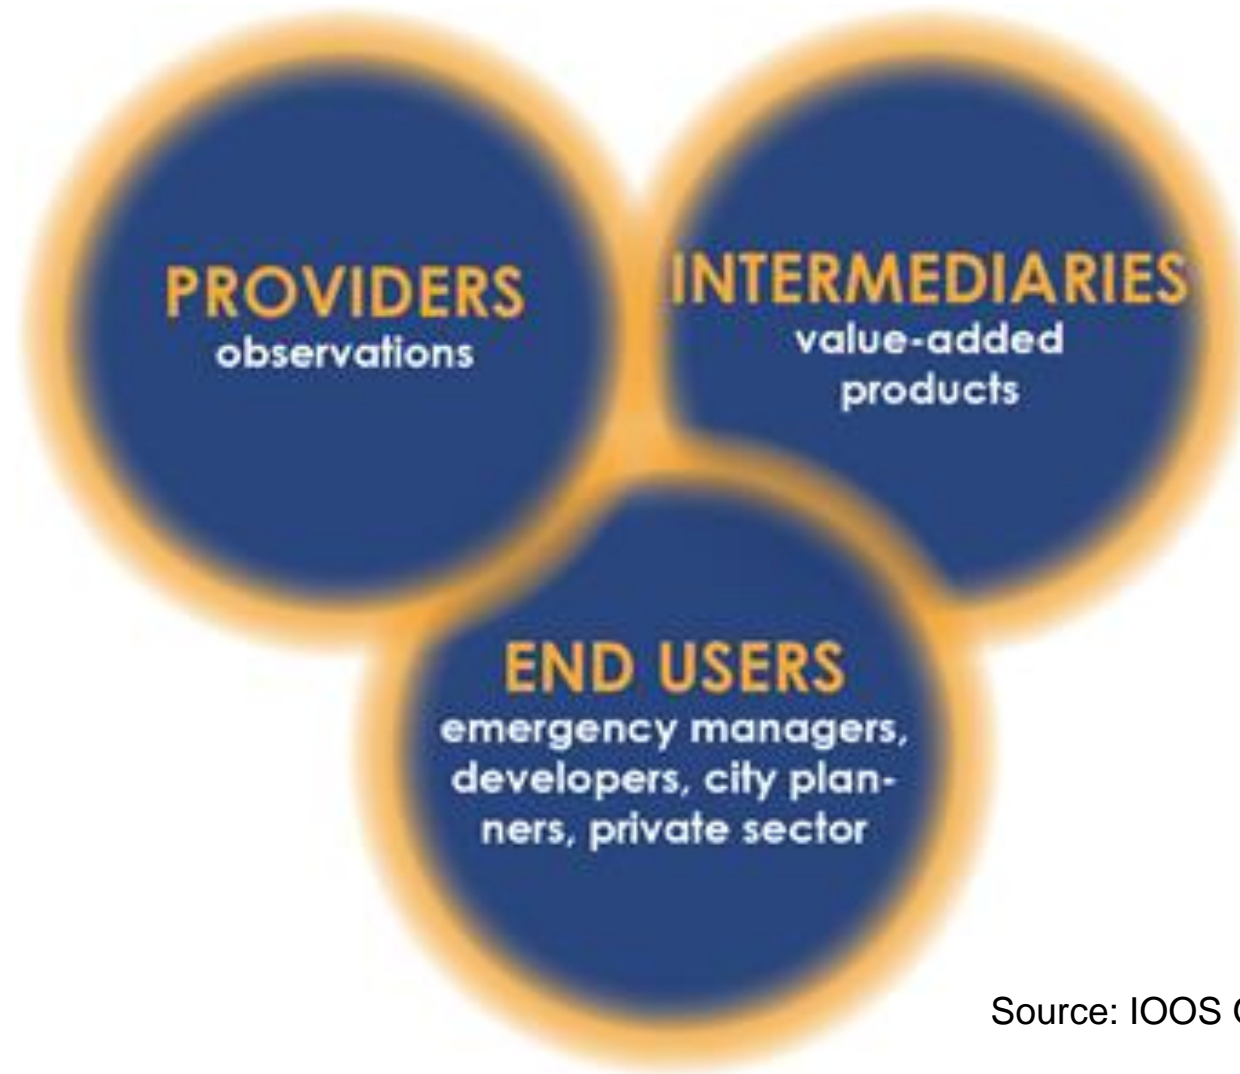 PROVIDERS
observations
INTERMEDIARIES
value-added
products
END USERS
emergency managers,
developers, city plan-
ners, private sector
Source: IOOS